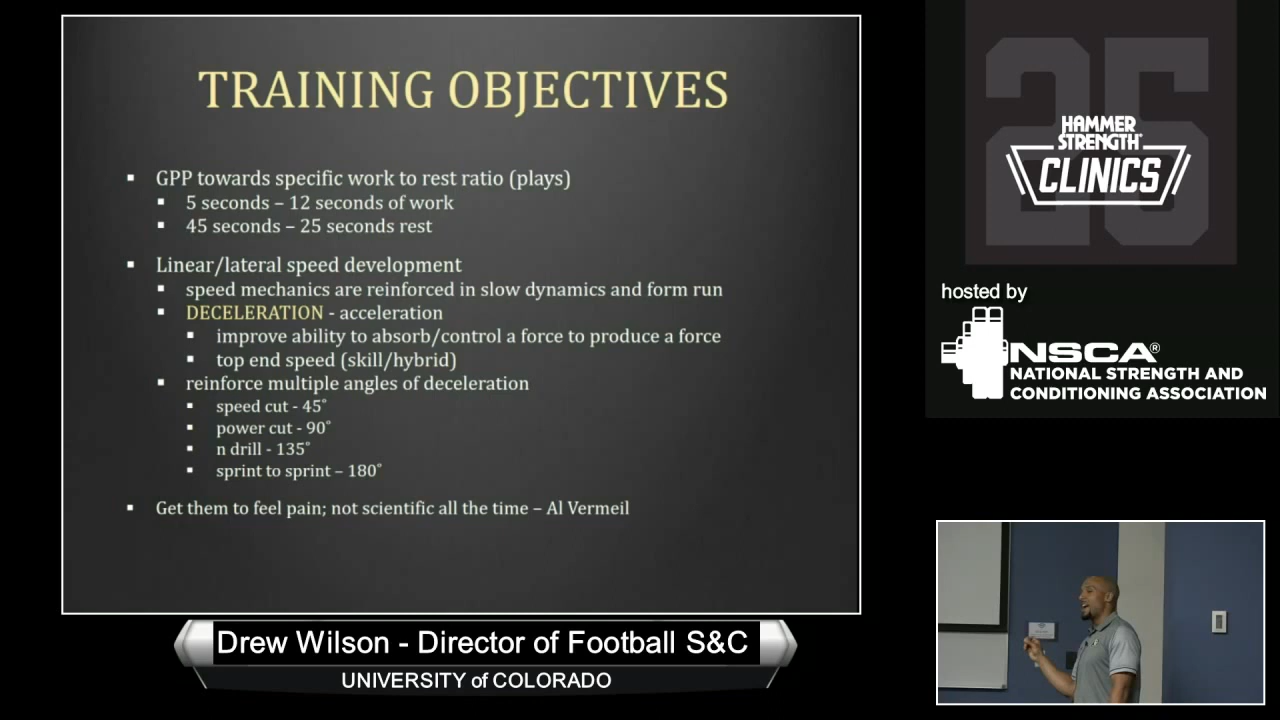 TRAINING OBJECTIVES
GPP towards specific work to rest ratio (plays)
5 seconds – 12 seconds of work
45 seconds – 25 seconds rest
Linear/lateral speed development
speed mechanics are reinforced in slow dynamics and form run
DECELERATION - acceleration
improve ability to absorb/control a force to produce a force
top end speed (skill/hybrid)
reinforce multiple angles of deceleration
speed cut - 45°
power cut - 90°
n drill - 135°
sprint to sprint – 180°
Get them to feel pain; not scientific all the time – Al Vermeil
Drew Wilson - Director of Football S&C
UNIVERSITY of COLORADO
25
HAMMER
STRENGTH
CLINICS
hosted by
NSCA®
NATIONAL STRENGTH AND
CONDITIONING ASSOCIATION